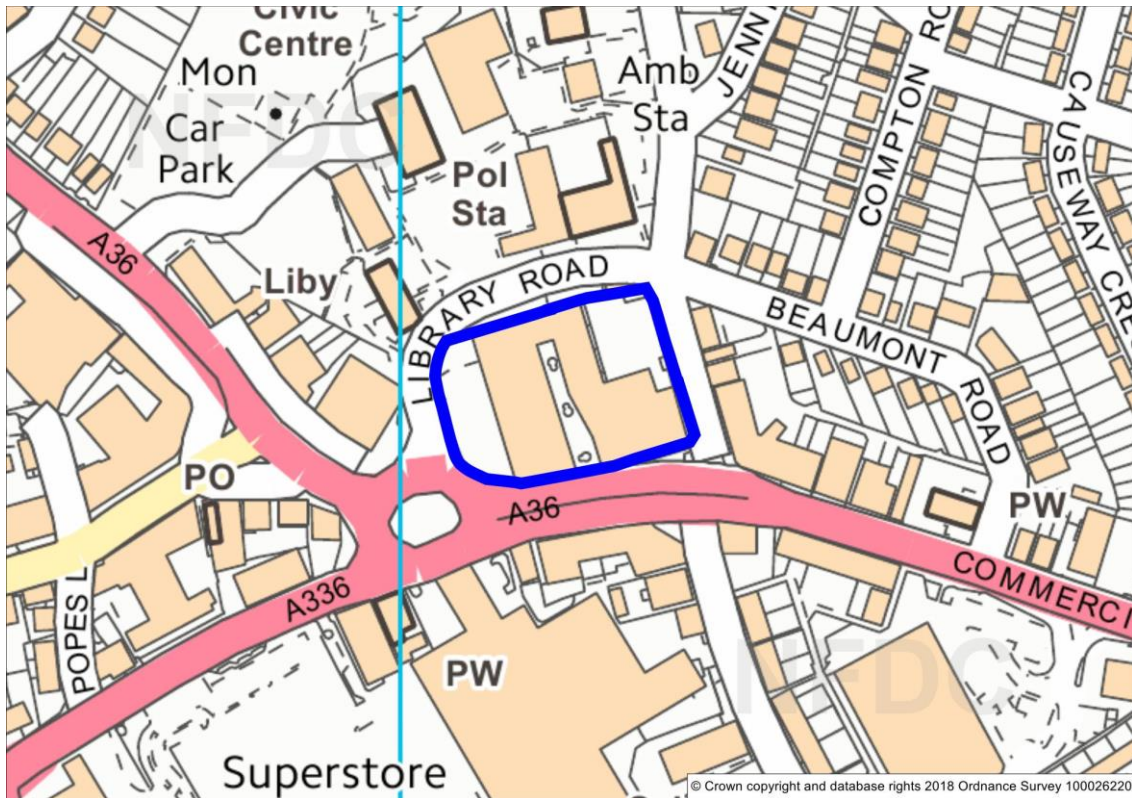 Civic
Centre
Mon
Car
Park
Amb
Sta
JENN
COMPTON
RO
CAUSEWAY CRE
Pol
Sta
A36
Liby
LIBRARY ROAD
BEAUMONT
ROAD
PO
A36
PW
COMMERCI
A336
POPES L
PW
Superstore
NFDC
NFDC
© Crown copyright and database rights 2018 Ordnance Survey 100026220